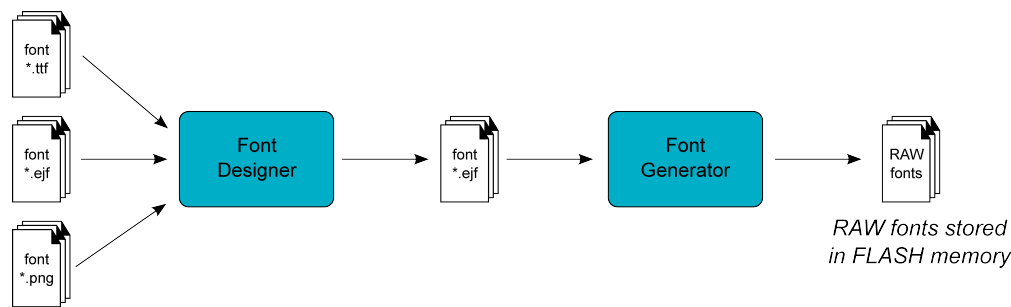 font
*.ttf
font
*.ejf
font
*.png
Font
Designer
font
*.ejf
Font
Generator
RAW
fonts
RAW fonts stored
in FLASH memory